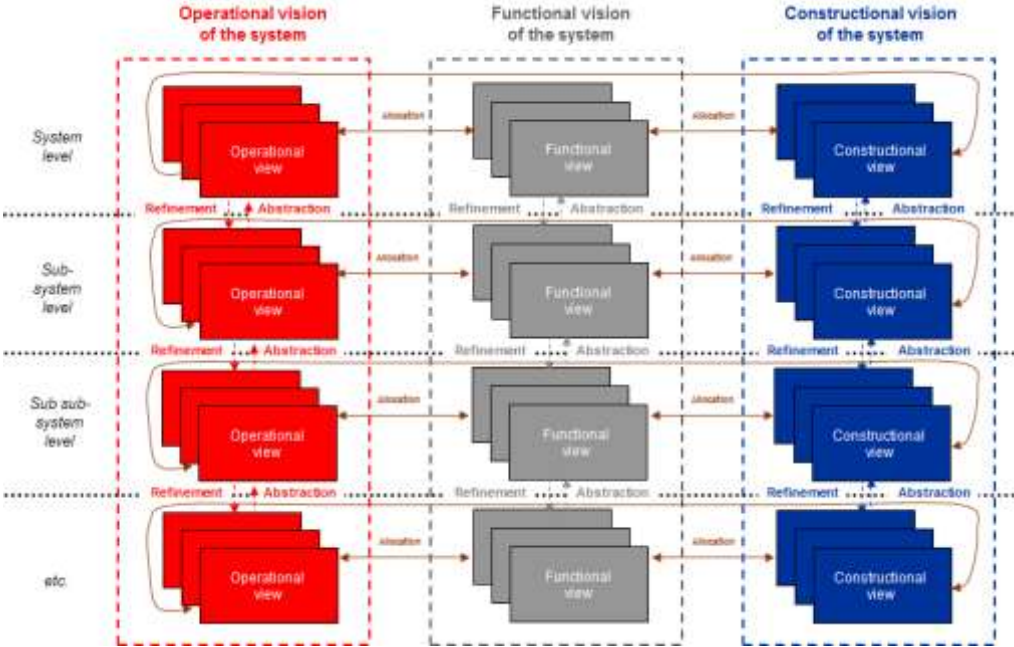 Operational vision
of the system
Functional vision
of the system
Constructional vision
of the system
System
level
Operational
view
Allocation
Functional
view
Allocation
Constructional
view
Refinement
Abstraction
Refinement
Abstraction
Refinement
Abstraction
Sub-
system
level
Operational
view
Allocation
Functional
view
Allocation
Constructional
view
Refinement
Abstraction
Refinement
Abstraction
Refinement
Abstraction
Sub sub-
system
level
Operational
view
Allocation
Functional
view
Allocation
Constructional
view
Refinement
Abstraction
Refinement
Abstraction
Refinement
Abstraction
etc.
Operational
view
Allocation
Functional
view
Allocation
Constructional
view